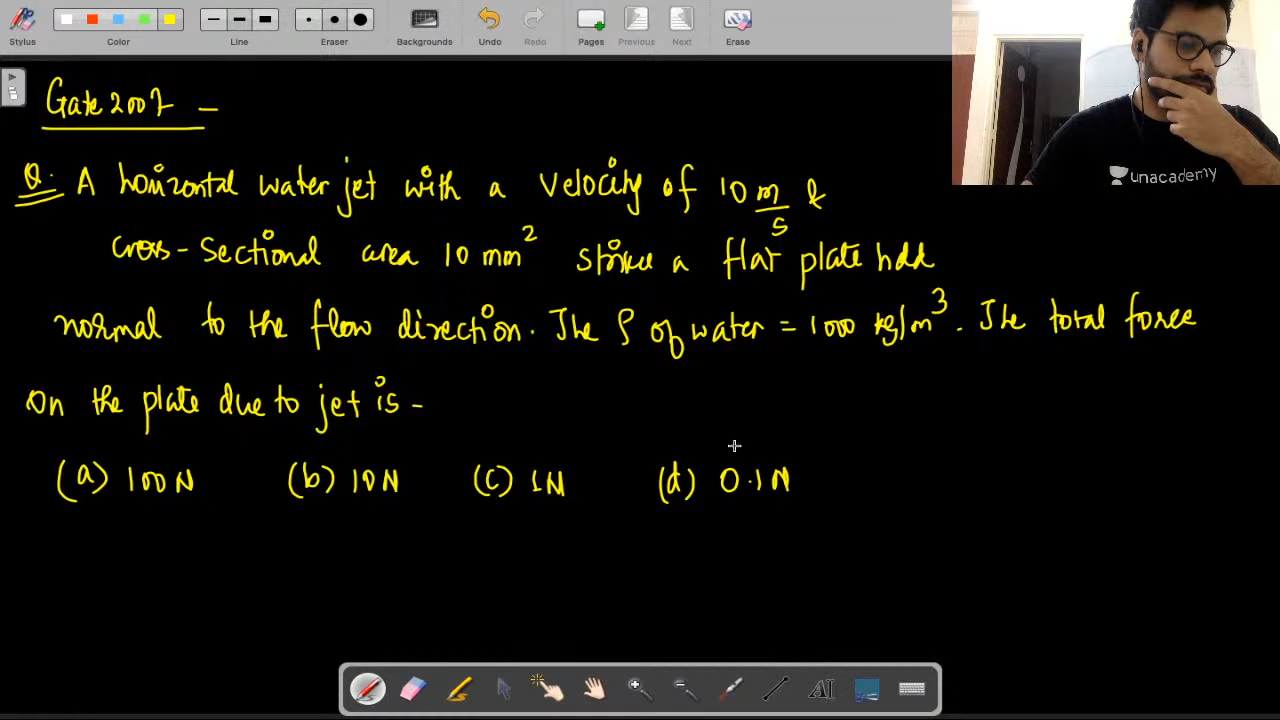 Stylus Color Line Eraser Backgrounds Undo Redo Pages Previous Next Erase
unacademy
Gate 2007 -
Q. A horizontal water jet with a velocity of 10 m/s &
cross-sectional area 10 mm² strike a flat plate held
normal to the flow direction. The ρ of water = 1000 kg/m³. The total force
on the plate due to jet is -
(a) 100 N (b) 10 N (c) 1 N (d) 0.1 N
AI